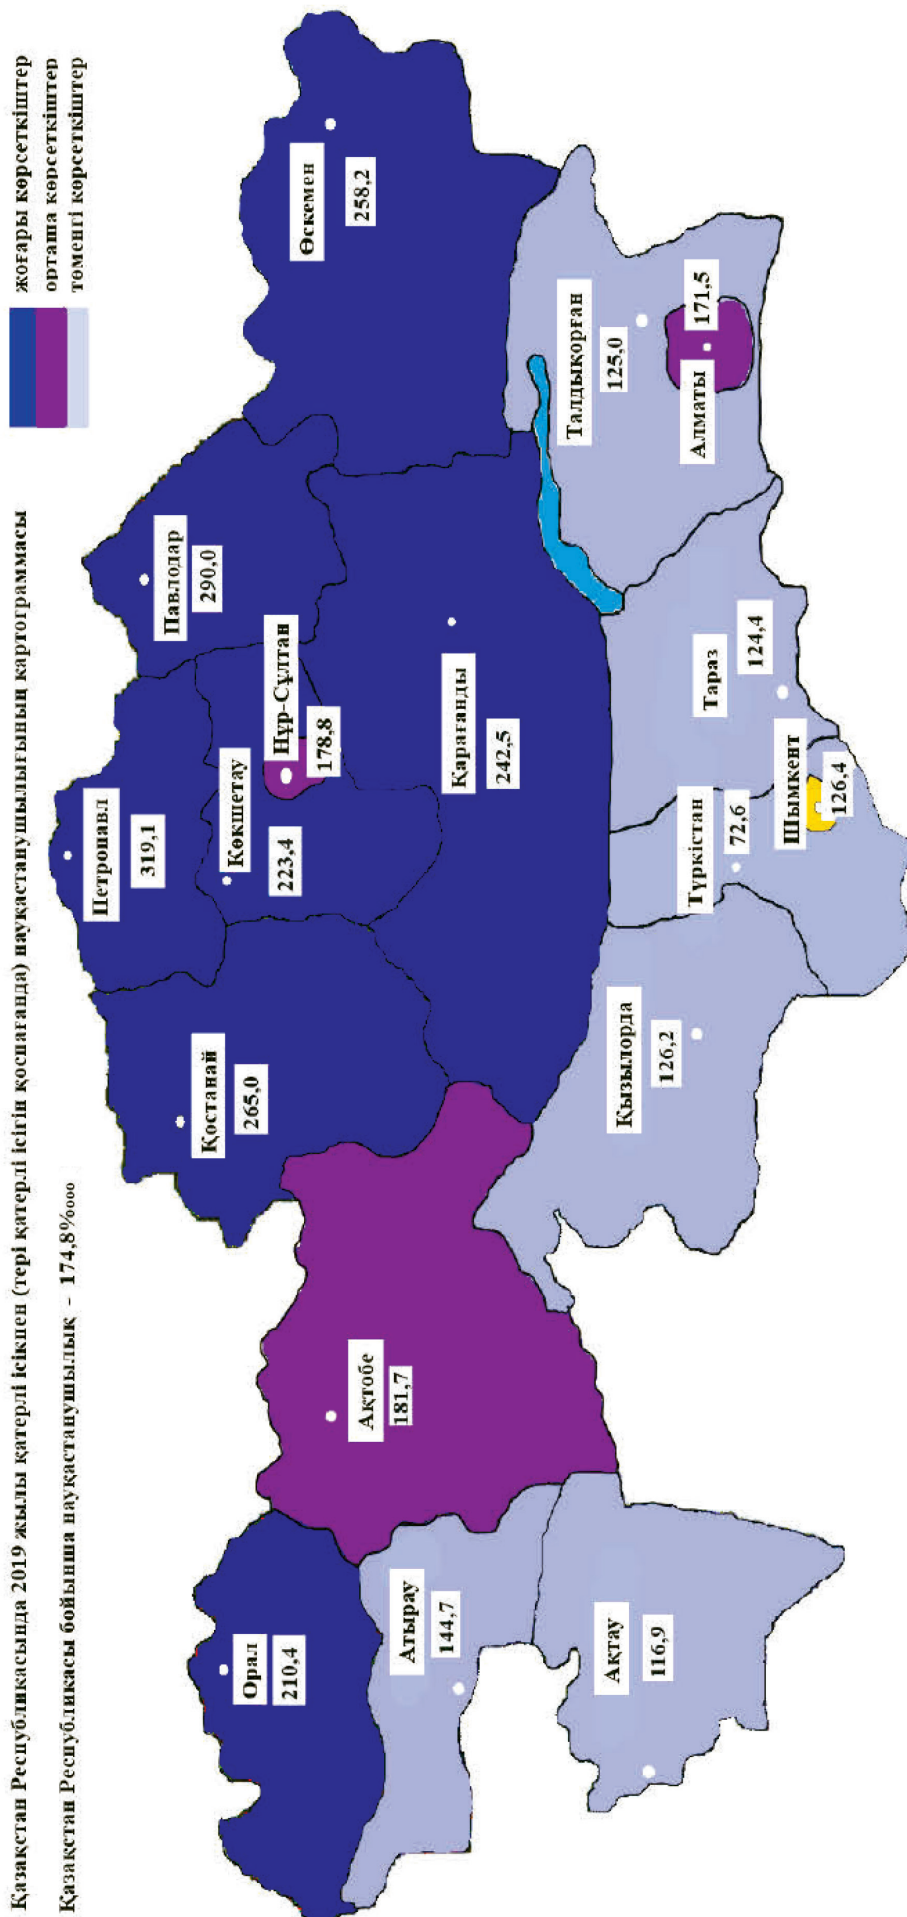 Қазақстан Республикасында 2019 жылы қатерлі ісікпен (тері қатерлі ісігін қоспағанда) науқастанушылығының картограммасы
Қазақстан Республикасы бойынша науқастанушылық - 174,8‰ооо
жоғары көрсеткіштер
орташа көрсеткіштер
төменгі көрсеткіштер
Петропавл
319,1
Павлодар
290,0
Қостанай
265,0
Көкшетау
223,4
Нұр-Сұлтан
178,8
Өскемен
258,2
Орал
210,4
Ақтобе
181,7
Қарағанды
242,5
Атырау
144,7
Талдықорған
125,0
Ақтау
116,9
Қызылорда
126,2
Түркістан
72,6
Тараз
124,4
Алматы
171,5
Шымкент
126,4